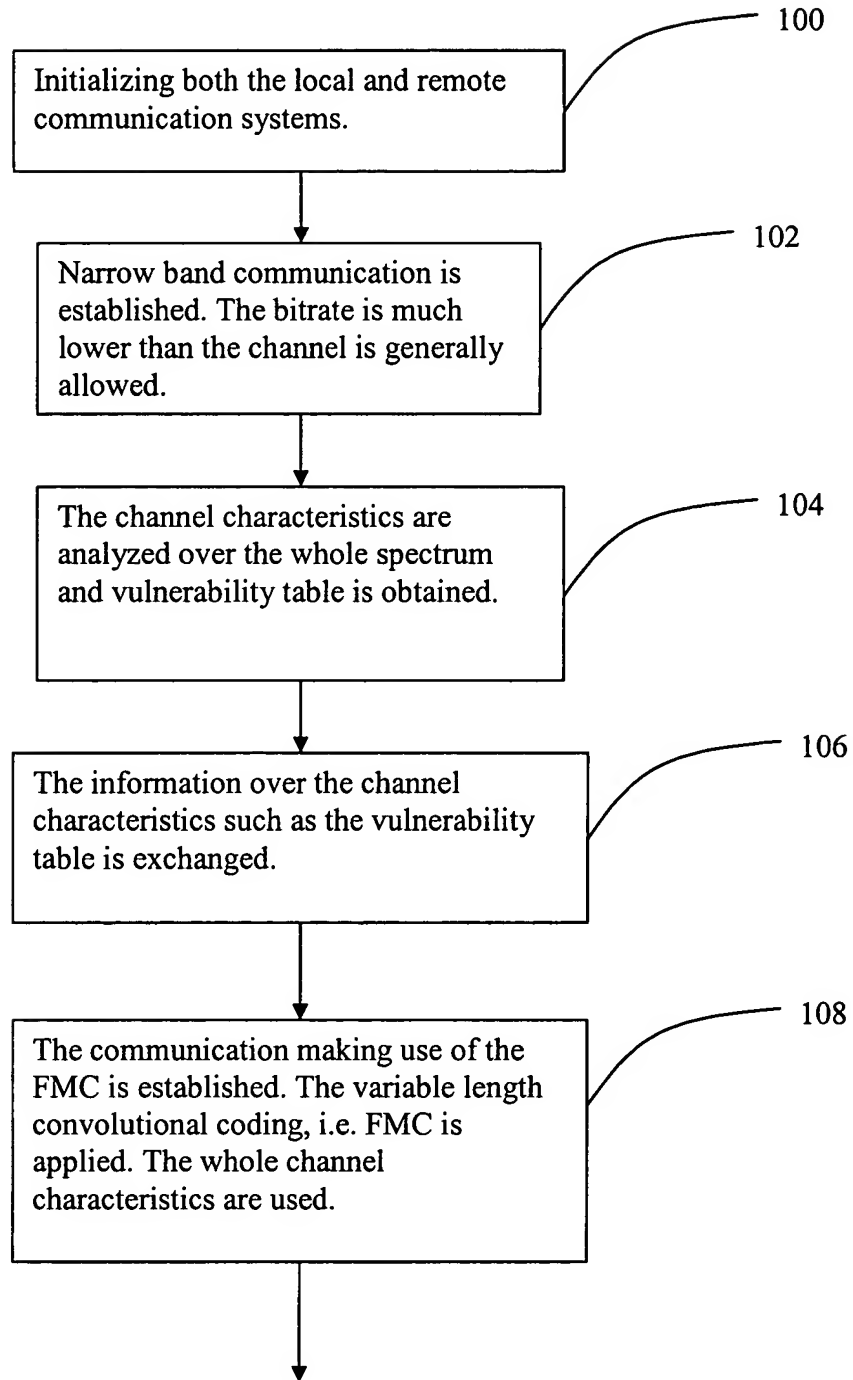 100
Initializing both the local and remote
communication systems.
102
Narrow band communication is
established. The bitrate is much
lower than the channel is generally
allowed.
104
The channel characteristics are
analyzed over the whole spectrum
and vulnerability table is obtained.
106
The information over the channel
characteristics such as the vulnerability
table is exchanged.
108
The communication making use of the
FMC is established. The variable length
convolutional coding, i.e. FMC is
applied. The whole channel
characteristics are used.